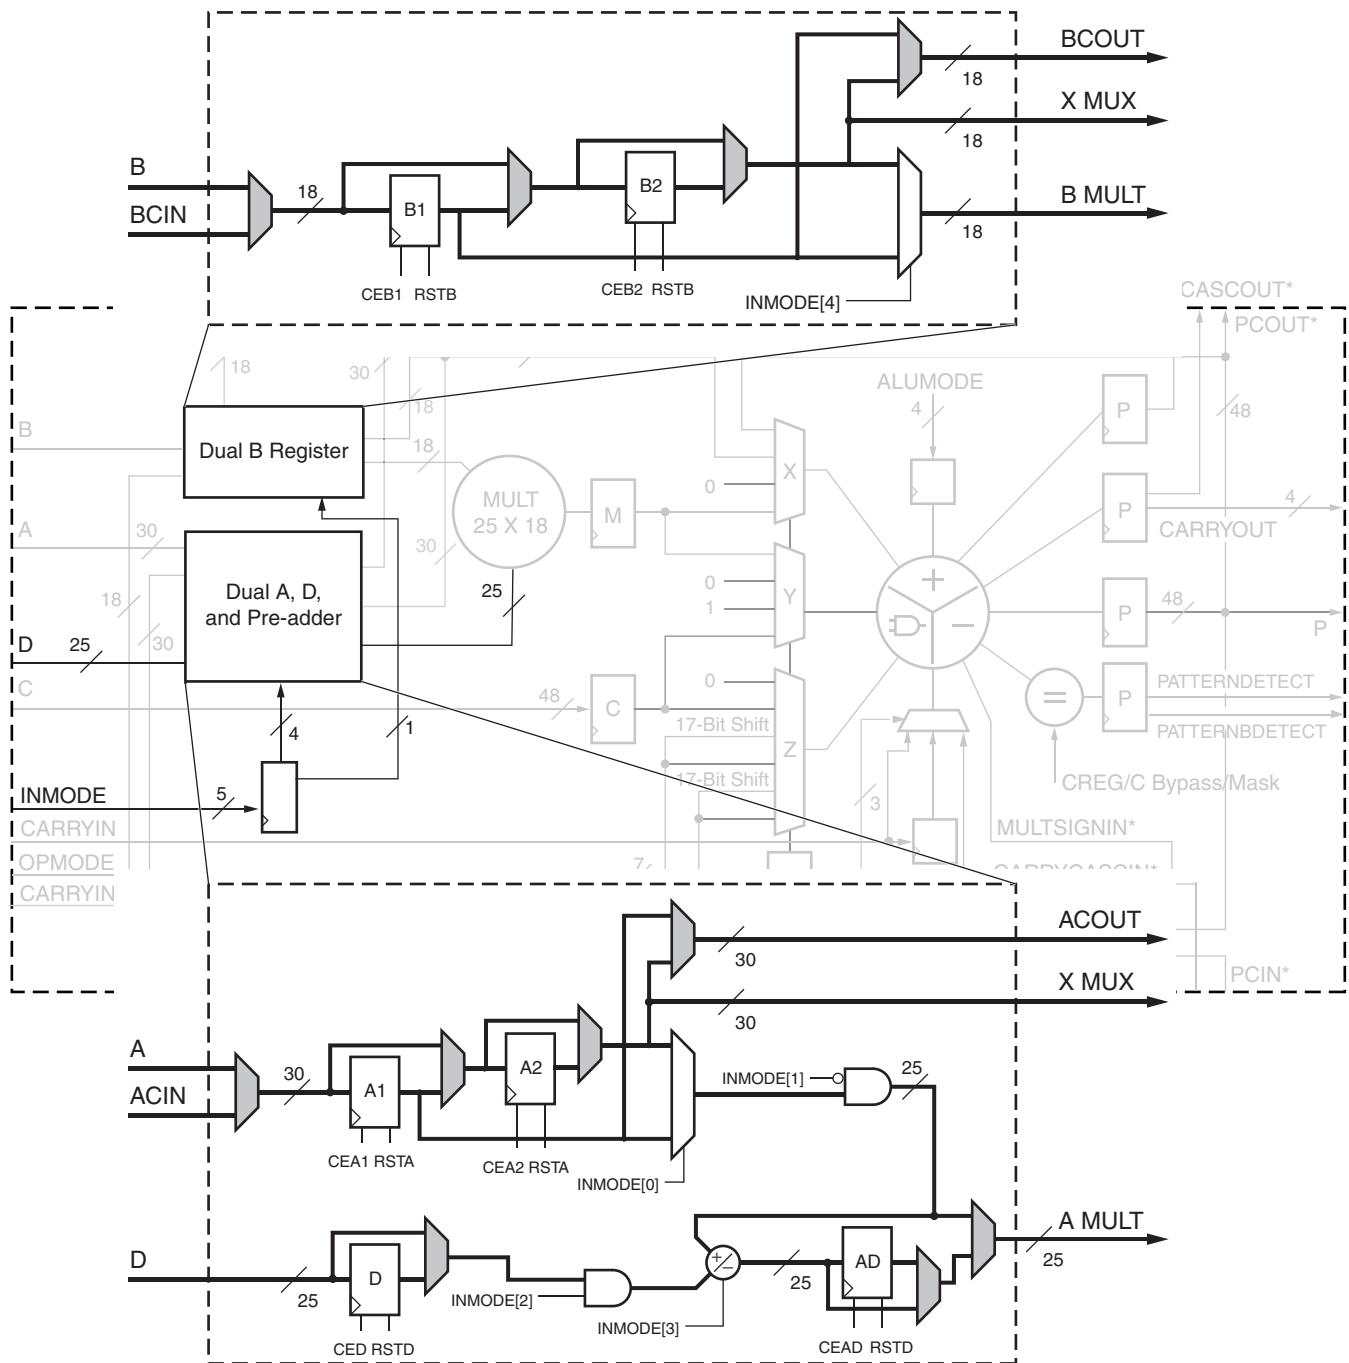 BCOUT
18
X MUX
18
B
BCIN
18
B1
B2
B MULT
18
CEB1 RSTB
CEB2 RSTB
INMODE[4]
CASCOUT*
PCOUT*
18
30
18
ALUMODE
4
P
48
B
Dual B Register
18
MULT
25 X 18
M
0
X
P
4
CARRYOUT
A
30
30
Dual A, D,
and Pre-adder
25
18
30
0
1
Y
P
48
P
D
25
C
48
C
0
17-Bit Shift
Z
17-Bit Shift
P
PATTERNDETECT
PATTERNBDETECT
CREG/C Bypass/Mask
4
1
INMODE
5
3
CARRYIN
MULTSIGNIN*
OPMODE
7
CARRYCASCIN*
CARRYIN
PCIN*
ACOUT
30
X MUX
30
A
ACIN
30
A1
A2
INMODE[1]
25
CEA1 RSTA
CEA2 RSTA
INMODE[0]
A MULT
25
D
25
D
INMODE[2]
+/−
25
AD
INMODE[3]
CED RSTD
CEAD RSTD